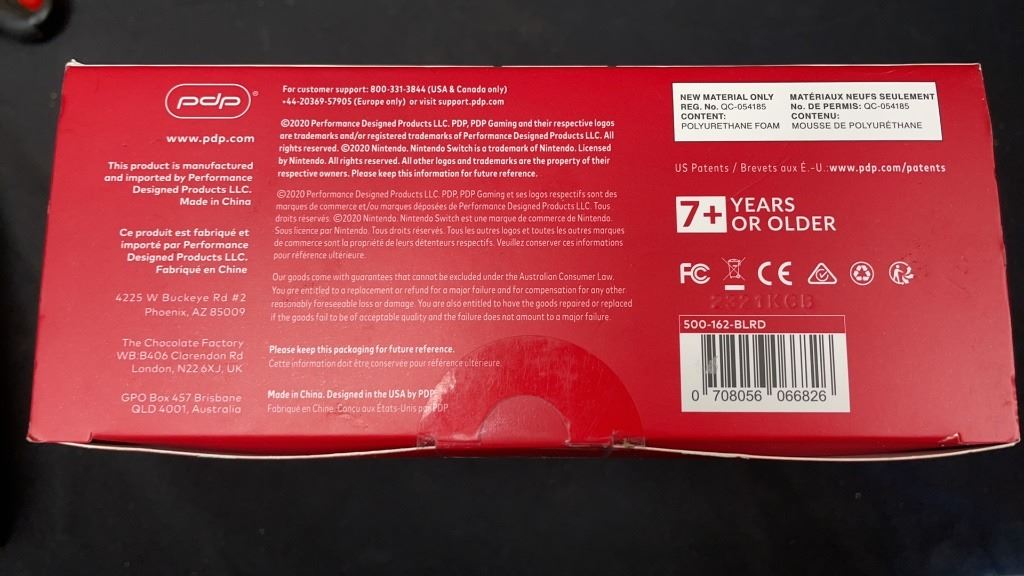 pdp®
www.pdp.com
This product is manufactured
and imported by Performance
Designed Products LLC.
Made in China
Ce produit est fabriqué et
importé par Performance
Designed Products LLC.
Fabriqué en Chine
4225 W Buckeye Rd #2
Phoenix, AZ 85009
The Chocolate Factory
WB:B406 Clarendon Rd
London, N22 6XJ, UK
GPO Box 457 Brisbane
QLD 4001, Australia
For customer support: 800-331-3844 (USA & Canada only)
+44-20369-57905 (Europe only) or visit support.pdp.com
©2020 Performance Designed Products LLC. PDP, PDP Gaming and their respective logos
are trademarks and/or registered trademarks of Performance Designed Products LLC. All
rights reserved. ©2020 Nintendo. Nintendo Switch is a trademark of Nintendo. Licensed
by Nintendo. All rights reserved. All other logos and trademarks are the property of their
respective owners. Please keep this information for future reference.
©2020 Performance Designed Products LLC. PDP, PDP Gaming et ses logos respectifs sont des
marques de commerce et/ou marques déposées de Performance Designed Products LLC. Tous
droits réservés. ©2020 Nintendo. Nintendo Switch est une marque de commerce de Nintendo.
Sous licence par Nintendo. Tous droits réservés. Tous les autres logos et toutes les autres marques
de commerce sont la propriété de leurs détenteurs respectifs. Veuillez conserver ces informations
pour référence ultérieure.
Our goods come with guarantees that cannot be excluded under the Australian Consumer Law.
You are entitled to a replacement or refund for a major failure and for compensation for any other
reasonably foreseeable loss or damage. You are also entitled to have the goods repaired or replaced
if the goods fail to be of acceptable quality and the failure does not amount to a major failure.
Please keep this packaging for future reference.
Cette information doit être conservée pour référence ultérieure.
Made in China. Designed in the USA by PDP
Fabriqué en Chine. Conçu aux États-Unis par PDP
NEW MATERIAL ONLY
REG. No. QC-054185
CONTENT:
POLYURETHANE FOAM
MATÉRIAUX NEUFS SEULEMENT
No. DE PERMIS: QC-054185
CONTENU:
MOUSSE DE POLYURÉTHANE
US Patents / Brevets aux É.-U.:www.pdp.com/patents
7+ YEARS
OR OLDER
FC CE
2321KCB
500-162-BLRD
0 708056 066826